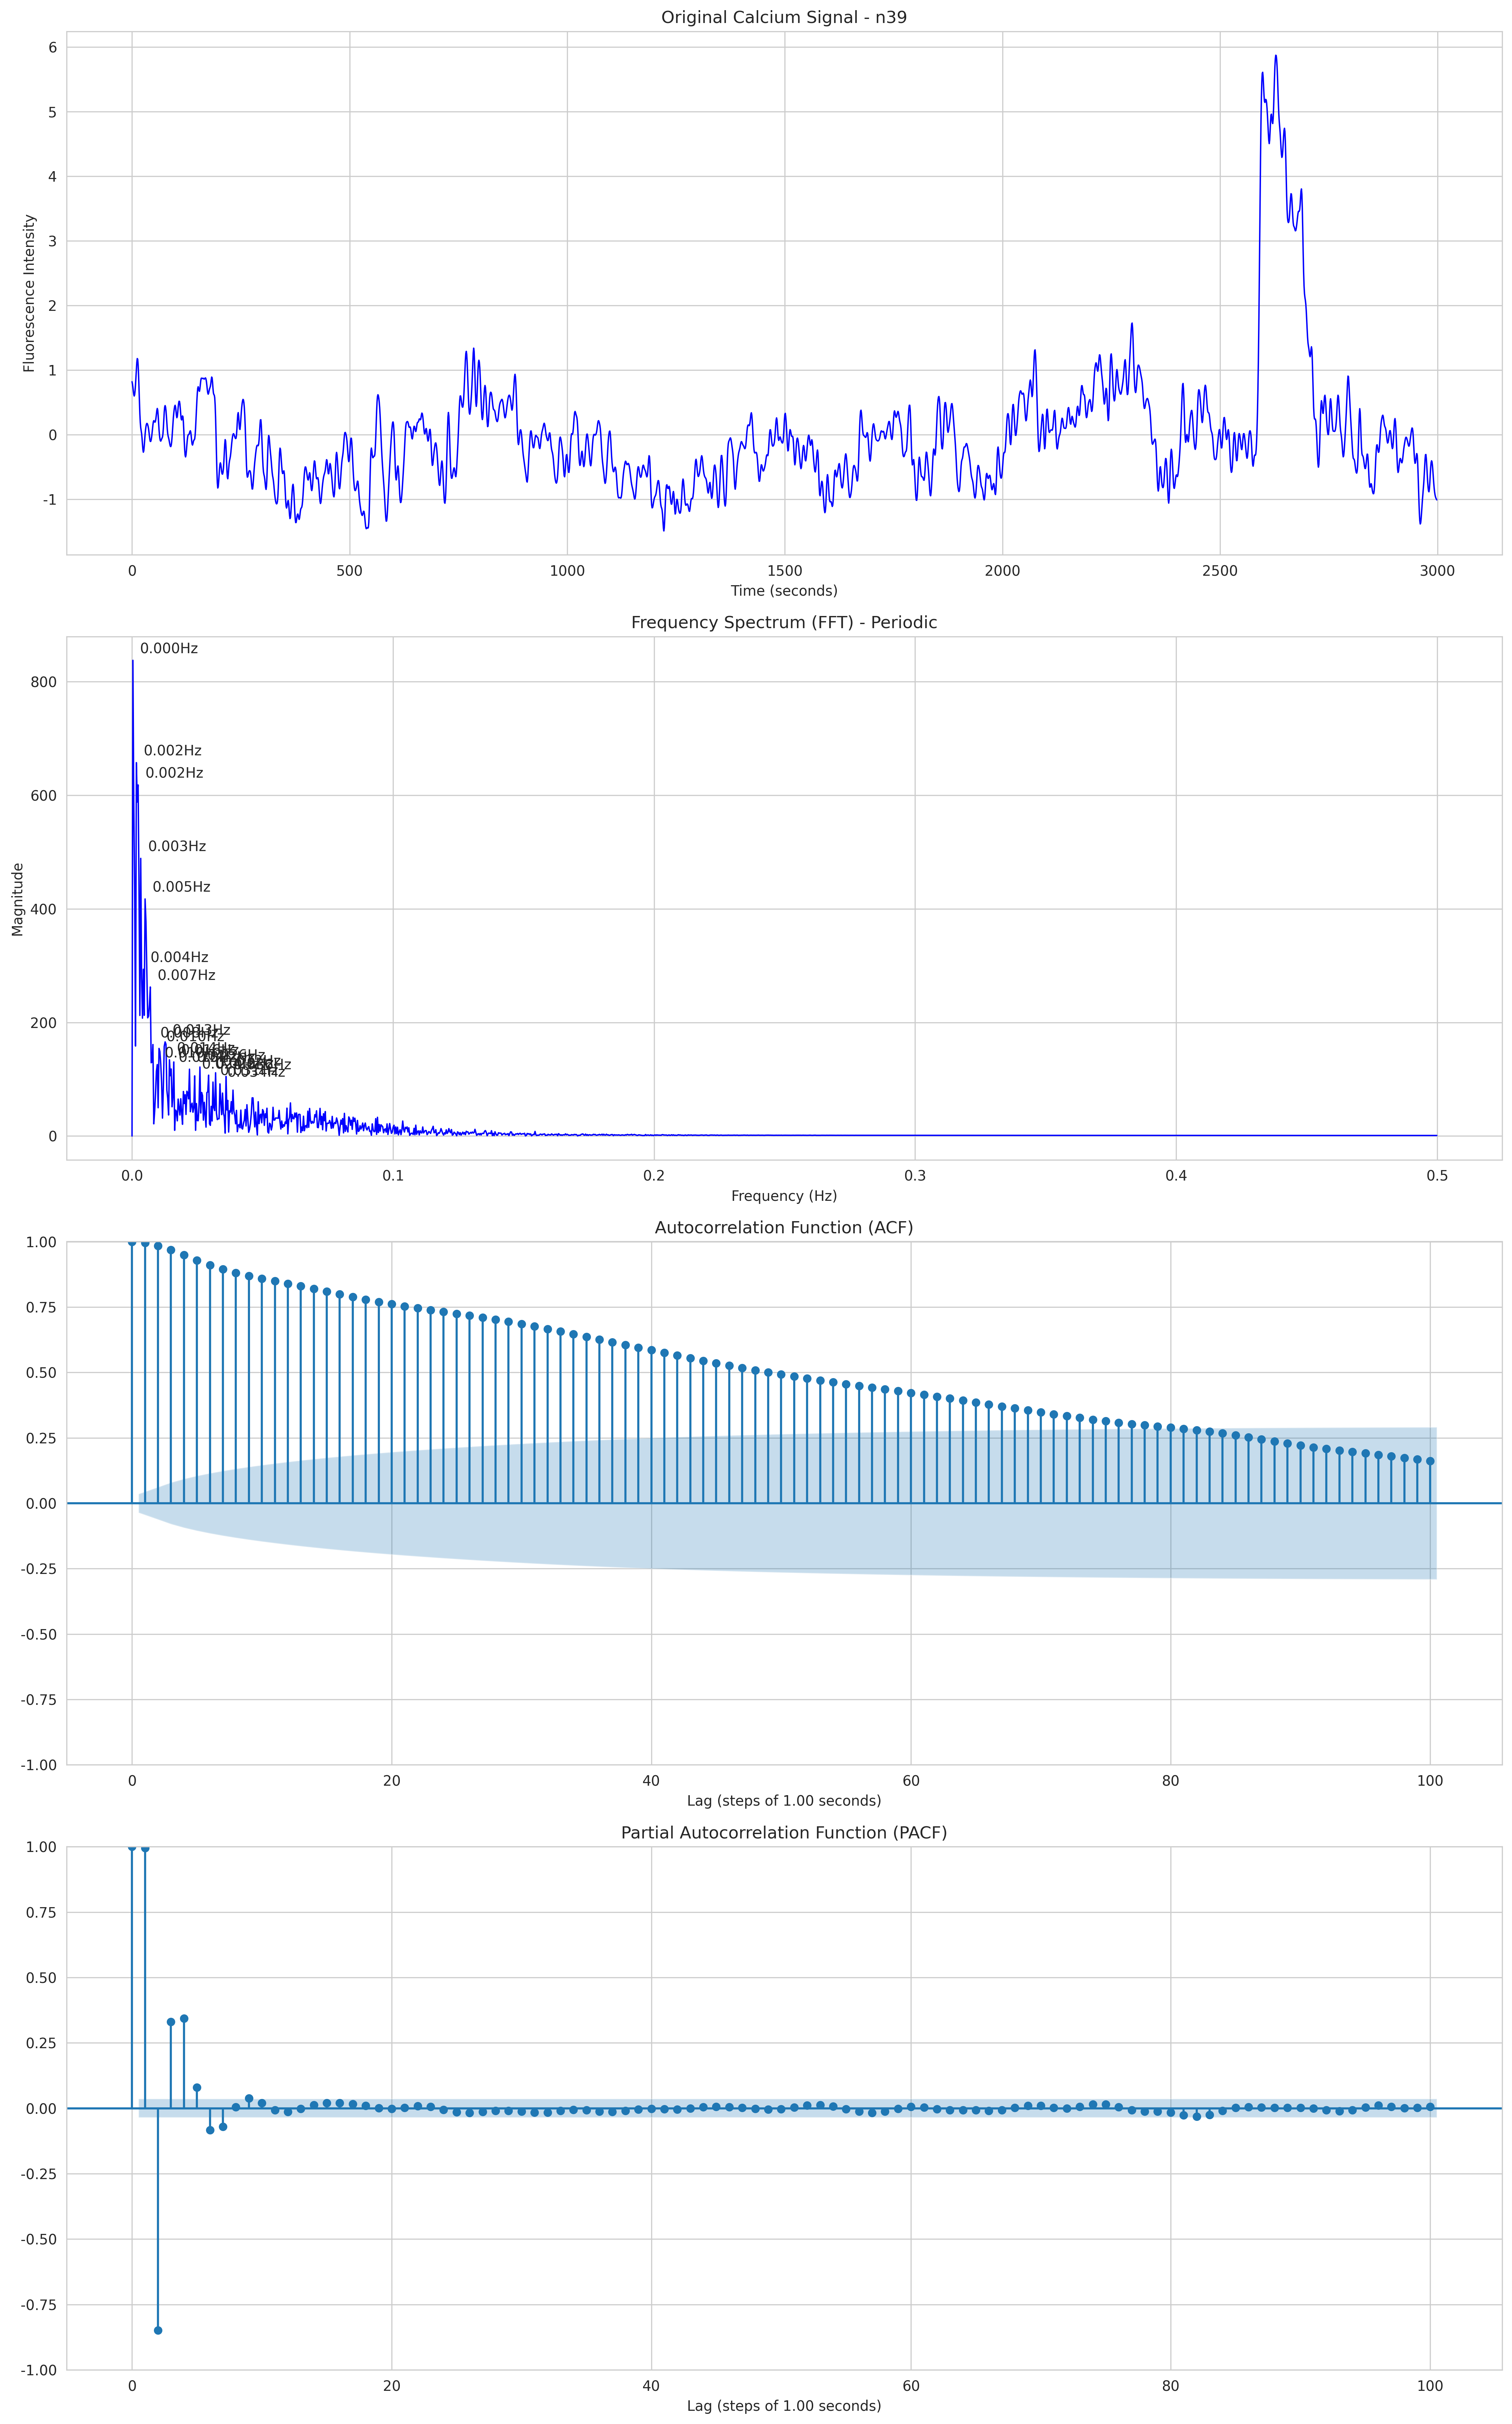 Original Calcium Signal - n39
6
5
4
3
2
1
0
-1
Fluorescence Intensity
0
500
1000
1500
2000
2500
3000
Time (seconds)
Frequency Spectrum (FFT) - Periodic
0.000Hz
0.002Hz
0.002Hz
0.003Hz
0.005Hz
0.004Hz
0.007Hz
0.013Hz
0.010Hz
0.034Hz
800
600
400
200
0
Magnitude
0.0
0.1
0.2
0.3
0.4
0.5
Frequency (Hz)
Autocorrelation Function (ACF)
1.00
0.75
0.50
0.25
0.00
-0.25
-0.50
-0.75
-1.00
0
20
40
60
80
100
Lag (steps of 1.00 seconds)
Partial Autocorrelation Function (PACF)
1.00
0.75
0.50
0.25
0.00
-0.25
-0.50
-0.75
-1.00
0
20
40
60
80
100
Lag (steps of 1.00 seconds)